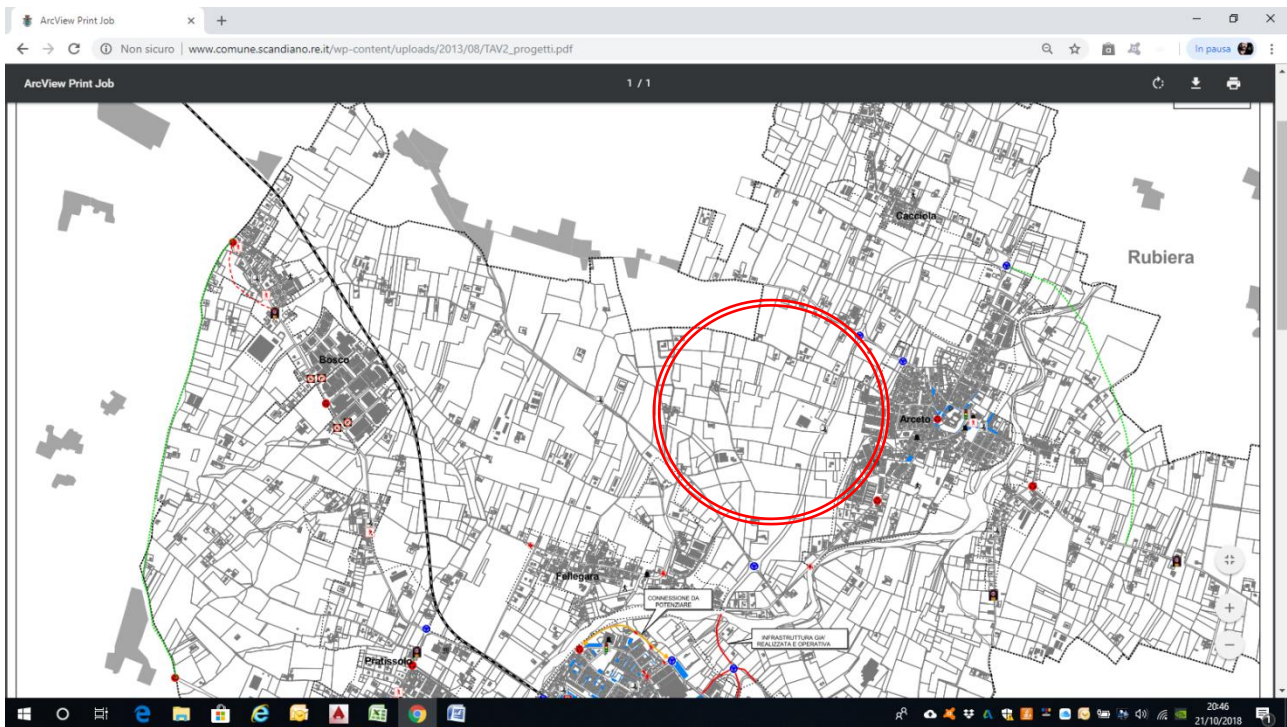 ArcView Print Job
Non sicuro | www.comune.scandiano.re.it/wp-content/uploads/2013/08/TAV2_progetti.pdf
In pausa
ArcView Print Job
1 / 1
Cacciola
Rubiera
Bosco
Arceto
Fellegara
CONNESSIONE DA
POTENZIARE
INFRASTRUTTURA GIA'
REALIZZATA E OPERATIVA
Pratissolo
20:46
21/10/2018